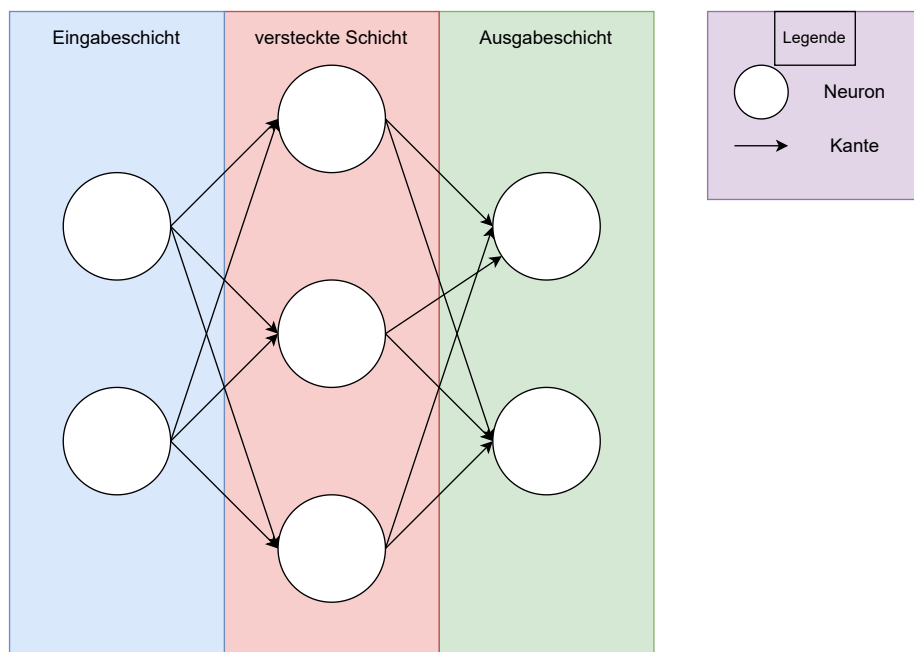 Eingabeschicht
versteckte Schicht
Ausgabeschicht
Legende
Neuron
Kante